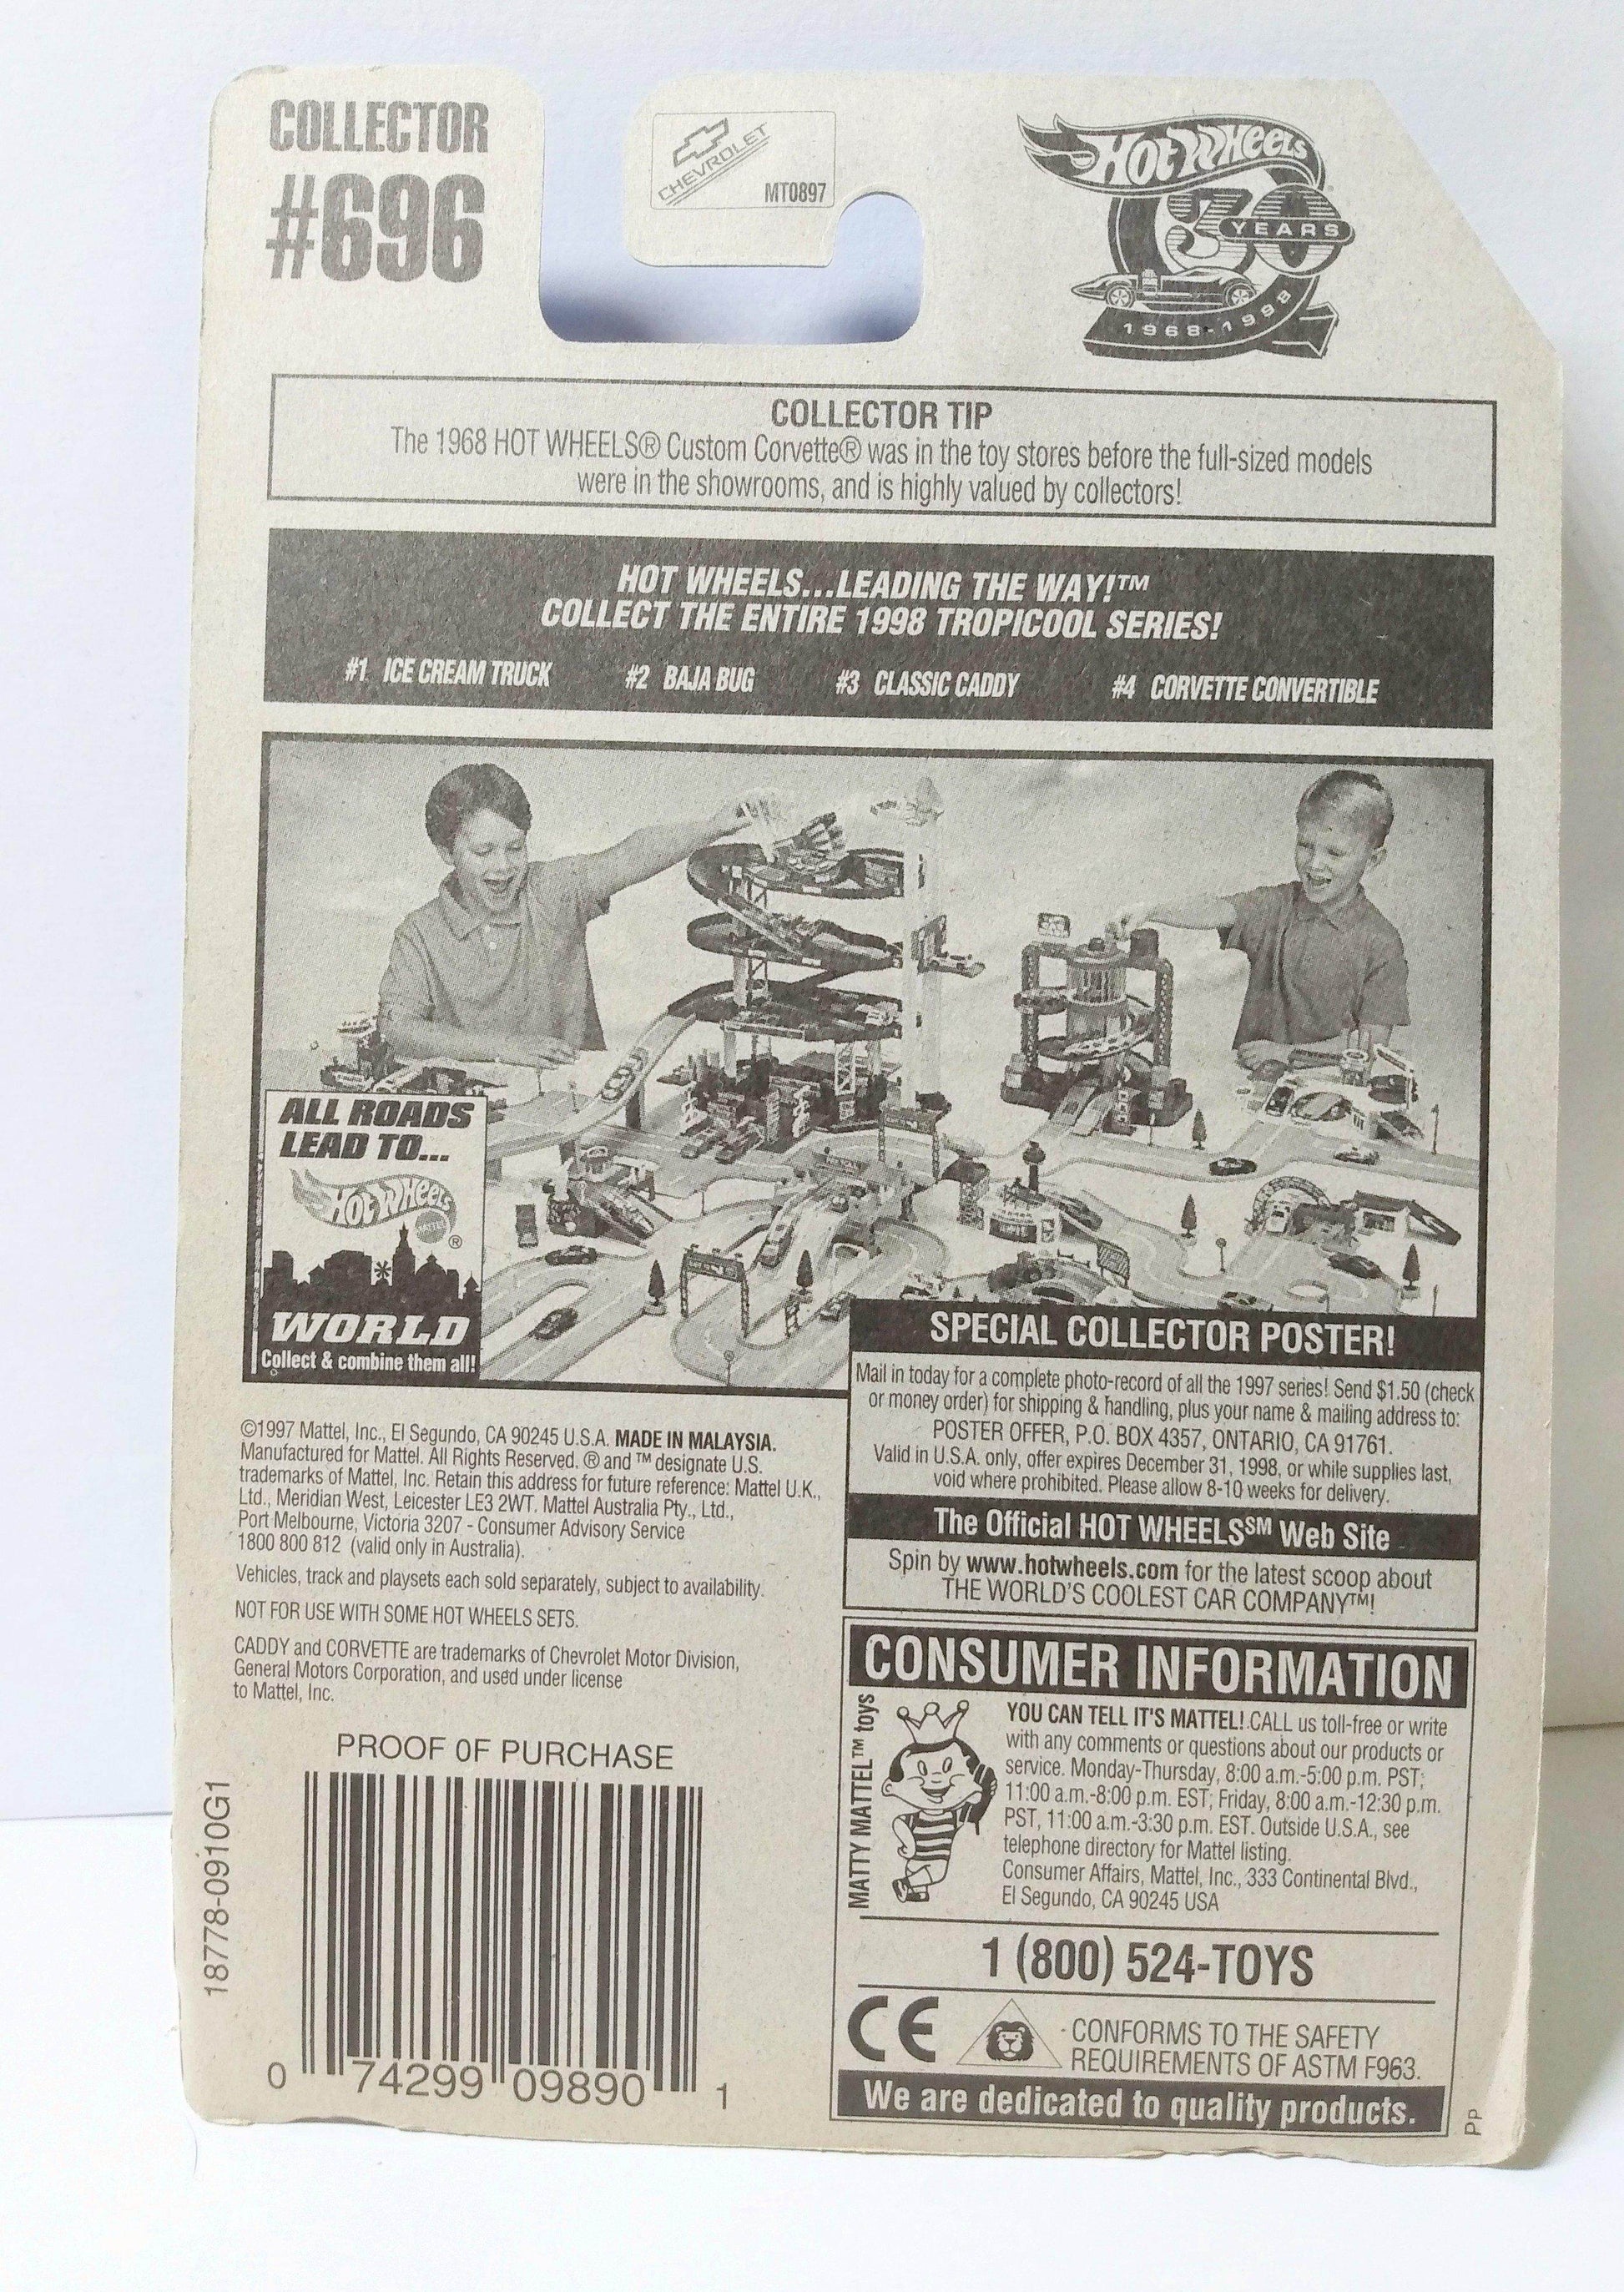 COLLECTOR
#696
CHEVROLET
MT0897
Hot Wheels
30
YEARS
1968-1998
COLLECTOR TIP
The 1968 HOT WHEELS® Custom Corvette® was in the toy stores before the full-sized models
were in the showrooms, and is highly valued by collectors!
HOT WHEELS...LEADING THE WAY!™
COLLECT THE ENTIRE 1998 TROPICOOL SERIES!
#1 ICE CREAM TRUCK #2 BAJA BUG #3 CLASSIC CADDY #4 CORVETTE CONVERTIBLE
ALL ROADS
LEAD TO...
Hot Wheels
MATTEL
®
WORLD
Collect & combine them all!
SPECIAL COLLECTOR POSTER!
Mail in today for a complete photo-record of all the 1997 series! Send $1.50 (check
or money order) for shipping & handling, plus your name & mailing address to:
POSTER OFFER, P.O. BOX 4357, ONTARIO, CA 91761.
Valid in U.S.A. only, offer expires December 31, 1998, or while supplies last,
void where prohibited. Please allow 8-10 weeks for delivery.
The Official HOT WHEELS℠ Web Site
Spin by www.hotwheels.com for the latest scoop about
THE WORLD'S COOLEST CAR COMPANY™!
©1997 Mattel, Inc., El Segundo, CA 90245 U.S.A. MADE IN MALAYSIA.
Manufactured for Mattel. All Rights Reserved. ® and ™ designate U.S.
trademarks of Mattel, Inc. Retain this address for future reference: Mattel U.K.,
Ltd., Meridian West, Leicester LE3 2WT. Mattel Australia Pty., Ltd.,
Port Melbourne, Victoria 3207 - Consumer Advisory Service
1800 800 812 (valid only in Australia).
Vehicles, track and playsets each sold separately, subject to availability.
NOT FOR USE WITH SOME HOT WHEELS SETS.
CADDY and CORVETTE are trademarks of Chevrolet Motor Division,
General Motors Corporation, and used under license
to Mattel, Inc.
PROOF OF PURCHASE
18778-0910G1
0 74299 09890 1
CONSUMER INFORMATION
MATTY MATTEL™ toys
YOU CAN TELL IT'S MATTEL! CALL us toll-free or write
with any comments or questions about our products or
service. Monday-Thursday, 8:00 a.m.-5:00 p.m. PST;
11:00 a.m.-8:00 p.m. EST; Friday, 8:00 a.m.-12:30 p.m.
PST, 11:00 a.m.-3:30 p.m. EST. Outside U.S.A., see
telephone directory for Mattel listing.
Consumer Affairs, Mattel, Inc., 333 Continental Blvd.,
El Segundo, CA 90245 USA
1 (800) 524-TOYS
CE
CONFORMS TO THE SAFETY
REQUIREMENTS OF ASTM F963.
We are dedicated to quality products.
PP